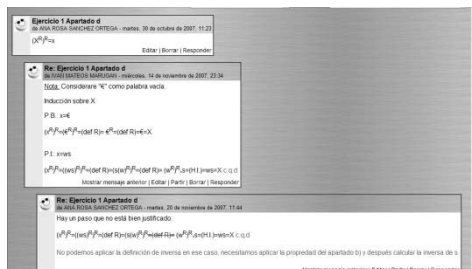 Ejercicio 1 Apartado d
de ANA ROSA SANCHEZ ORTEGA - martes, 30 de octubre de 2007, 11:23
(X^R)^R=x
Editar | Borrar | Responder
Re: Ejercicio 1 Apartado d
de IVAN MATEOS MARUGAN - miércoles, 14 de noviembre de 2007, 23:34
Nota: Considerare "€" como palabra vacía.
Inducción sobre X
P.B.: x=€
(x^R)^R=(€^R)^R=(def R)= €^R=(def R)=€=X
P.I.: x=ws
(x^R)^R=((ws)^R)^R=(def R)=(s(w)^R)^R=(def R)= (w^R)^R.s=(H.I.)=ws=X c.q.d.
Mostrar mensaje anterior | Editar | Partir | Borrar | Responder
Re: Ejercicio 1 Apartado d
de ANA ROSA SANCHEZ ORTEGA - martes, 20 de noviembre de 2007, 11:44
Hay un paso que no está bien justificado:
(x^R)^R=((ws)^R)^R=(def R)=(s(w)^R)^R=(def R)= (w^R)^R.s=(H.I.)=ws=X c.q.d.
No podemos aplicar la definición de inversa en ese caso, necesitamos aplicar la propiedad del apartado b) y después calcular la inversa de s.